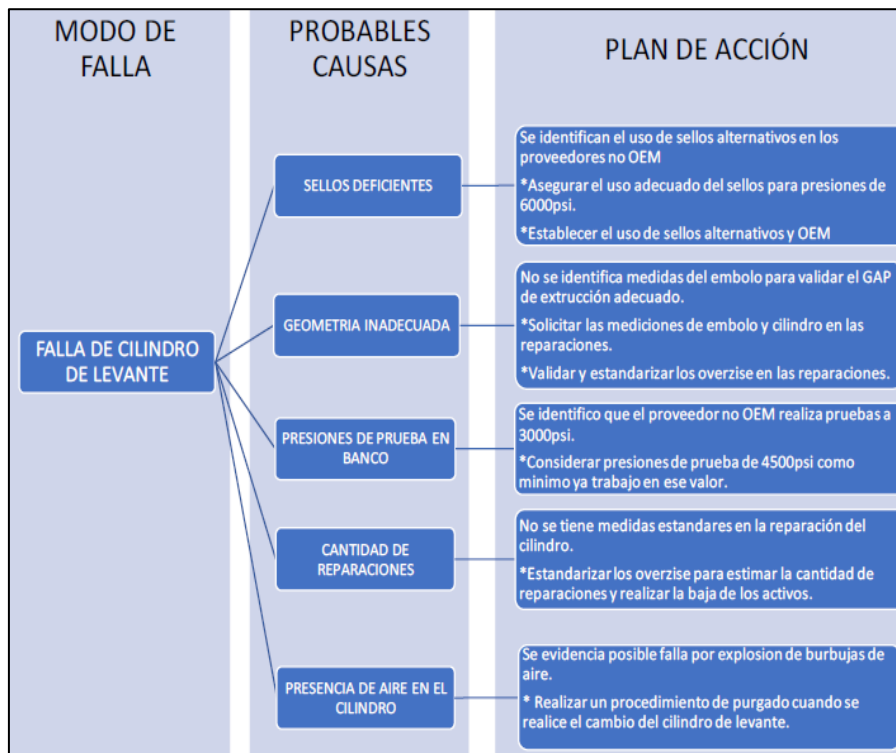 MODO DE
FALLA
PROBABLES
CAUSAS
PLAN DE ACCIÓN
FALLA DE CILINDRO
DE LEVANTE
SELLOS DEFICIENTES
Se identifican el uso de sellos alternativos en los
proveedores no OEM
*Asegurar el uso adecuado del sellos para presiones de
6000psi.
*Establecer el uso de sellos alternativos y OEM
GEOMETRIA INADECUADA
No se identifica medidas del embolo para validar el GAP
de extrucción adecuado.
*Solicitar las mediciones de embolo y cilindro en las
reparaciones.
*Validar y estandarizar los overzise en las reparaciones.
PRESIONES DE PRUEBA EN
BANCO
Se identifico que el proveedor no OEM realiza pruebas a
3000psi.
*Considerar presiones de prueba de 4500psi como
minimo ya trabajo en ese valor.
CANTIDAD DE
REPARACIONES
No se tiene medidas estandares en la reparación del
cilindro.
*Estandarizar los overzise para estimar la cantidad de
reparaciones y realizar la baja de los activos.
PRESENCIA DE AIRE EN EL
CILINDRO
Se evidencia posible falla por explosion de burbujas de
aire.
* Realizar un procedimiento de purgado cuando se
realice el cambio del cilindro de levante.